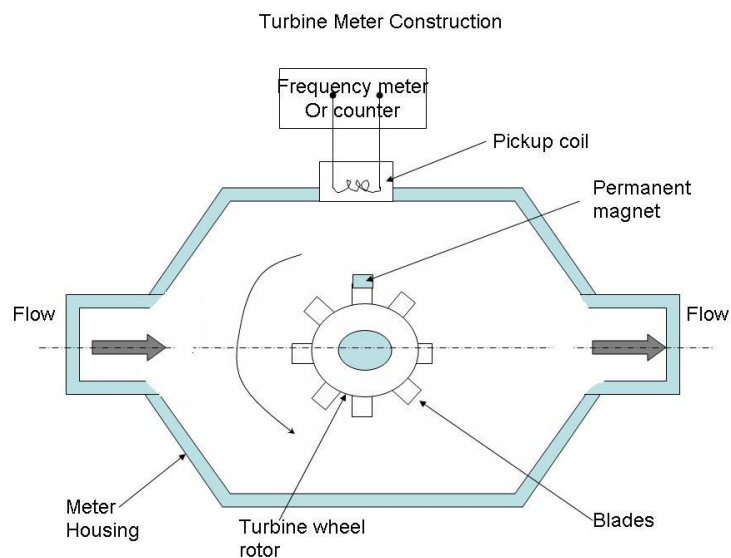 Turbine Meter Construction
Frequency meter
Or counter
Pickup coil
Permanent
magnet
Flow
Flow
Meter
Housing
Turbine wheel
rotor
Blades